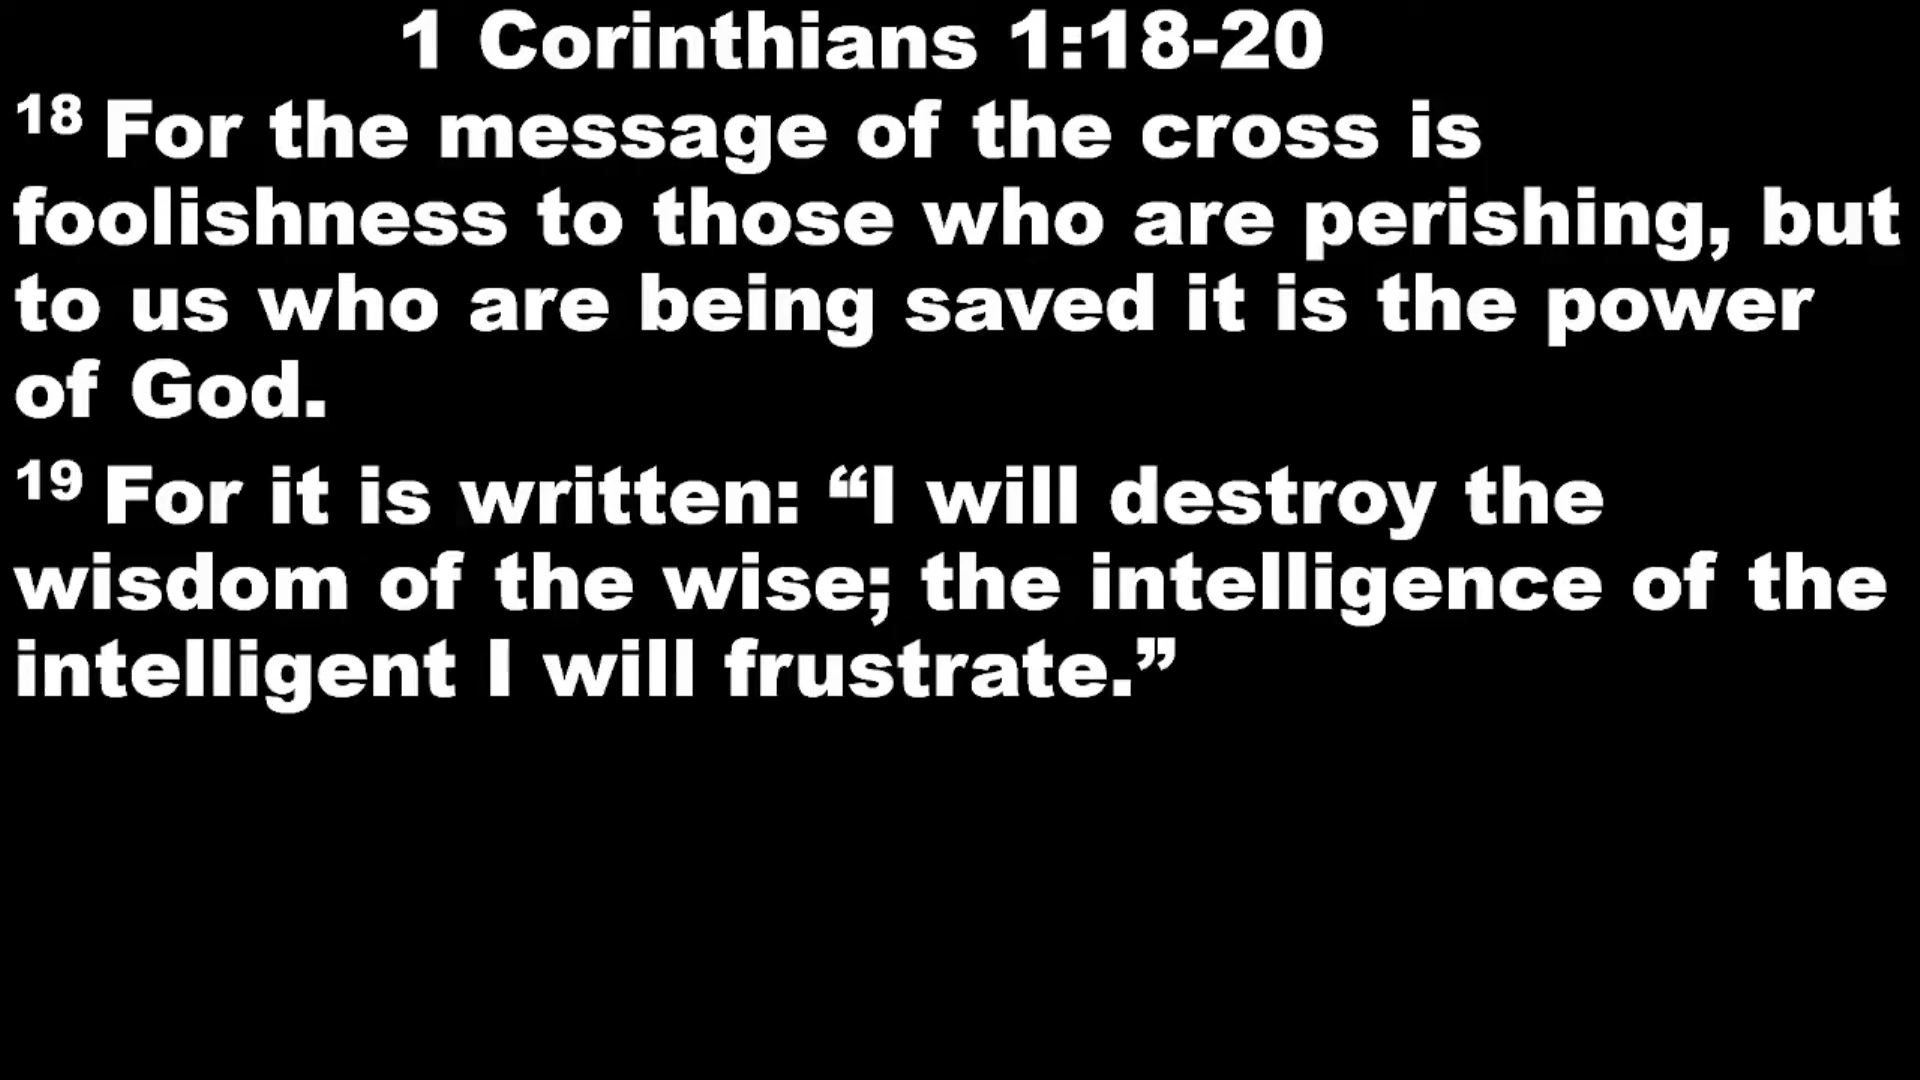 1 Corinthians 1:18-20
18 For the message of the cross is
foolishness to those who are perishing, but
to us who are being saved it is the power
of God.
19 For it is written: “I will destroy the
wisdom of the wise; the intelligence of the
intelligent I will frustrate.”